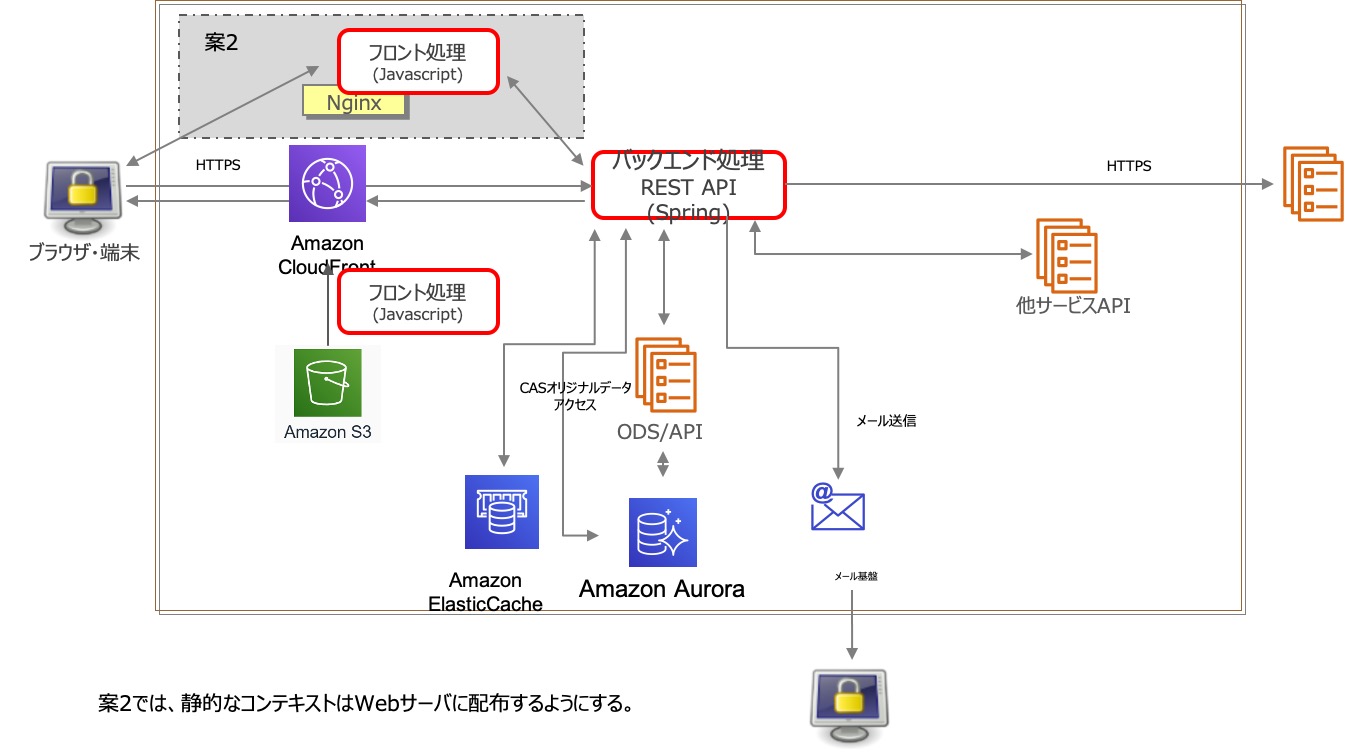 案2
フロント処理
(Javascript)
Nginx
HTTPS
バックエンド処理
REST API
(Spring)
HTTPS
ブラウザ・端末
Amazon
CloudFront
フロント処理
(Javascript)
他サービスAPI
CASオリジナルデータ
アクセス
Amazon S3
ODS/API
メール送信
@
Amazon
ElasticCache
Amazon Aurora
メール基盤
案2では、静的なコンテキストはWebサーバに配布するようにする。